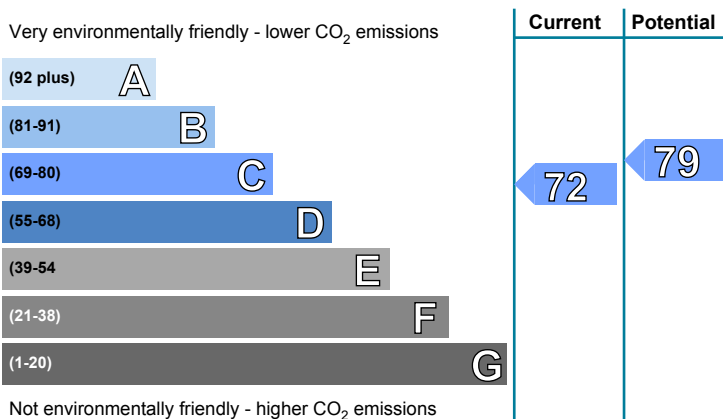 Very environmentally friendly - lower CO2 emissions
Current
Potential
(92 plus) A
(81-91) B
(69-80) C
(55-68) D
(39-54 E
(21-38) F
(1-20) G
72
79
Not environmentally friendly - higher CO2 emissions